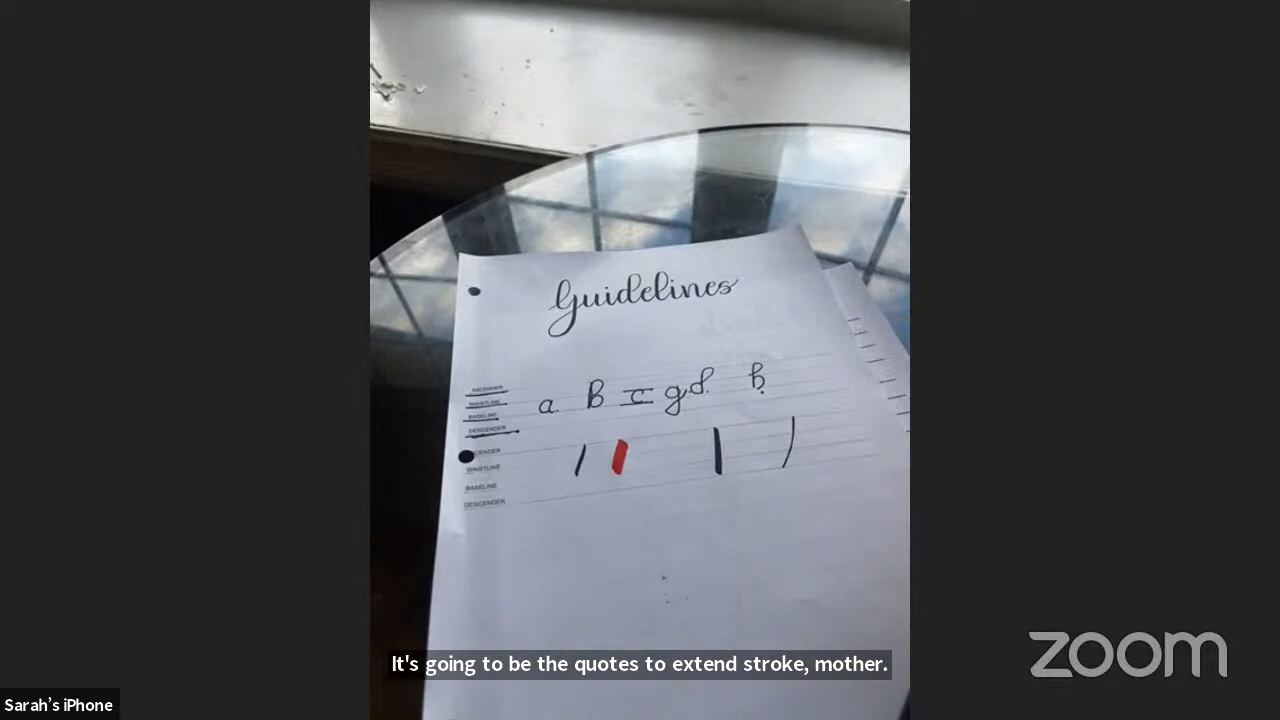 Guidelines
ASCENDER
WAISTLINE
BASELINE
DESCENDER
a. B c g d. h
CENDER
WAISTLINE
BASELINE
DESCENDER
It's going to be the quotes to extend stroke, mother.
zoom
Sarah's iPhone